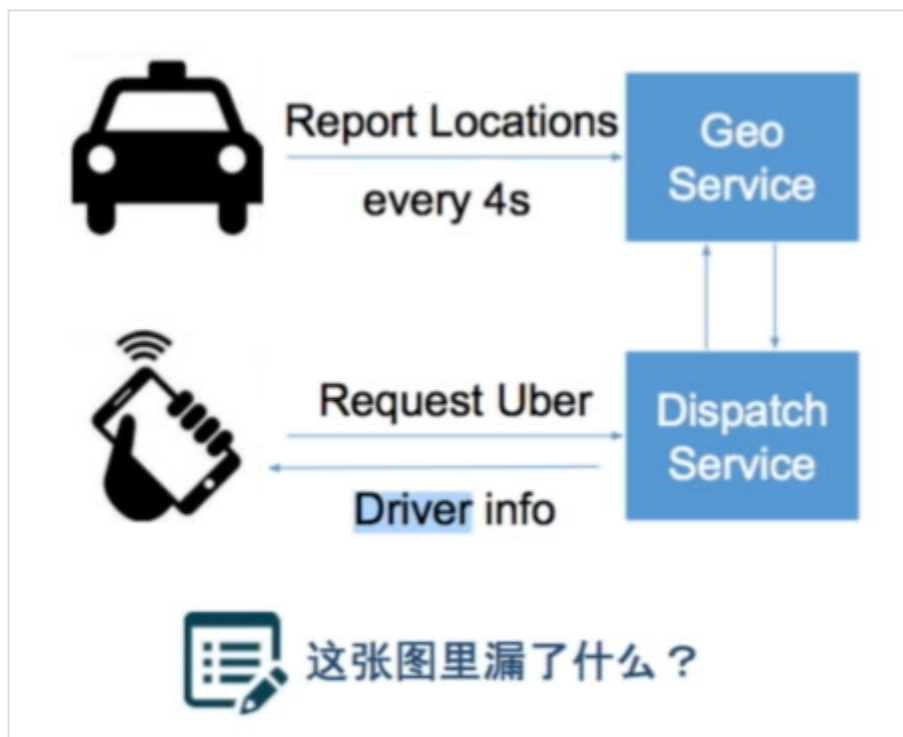 Report Locations
every 4s
Geo
Service
Request Uber
Driver info
Dispatch
Service
这张图里漏了什么？